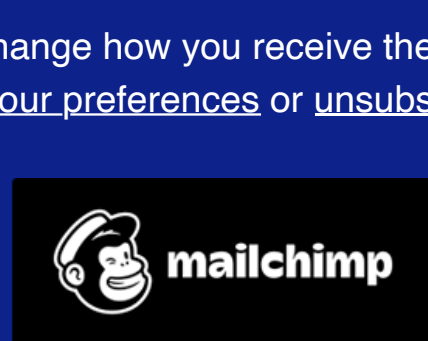 hange how you receive the
our preferences or unsubs
mailchimp